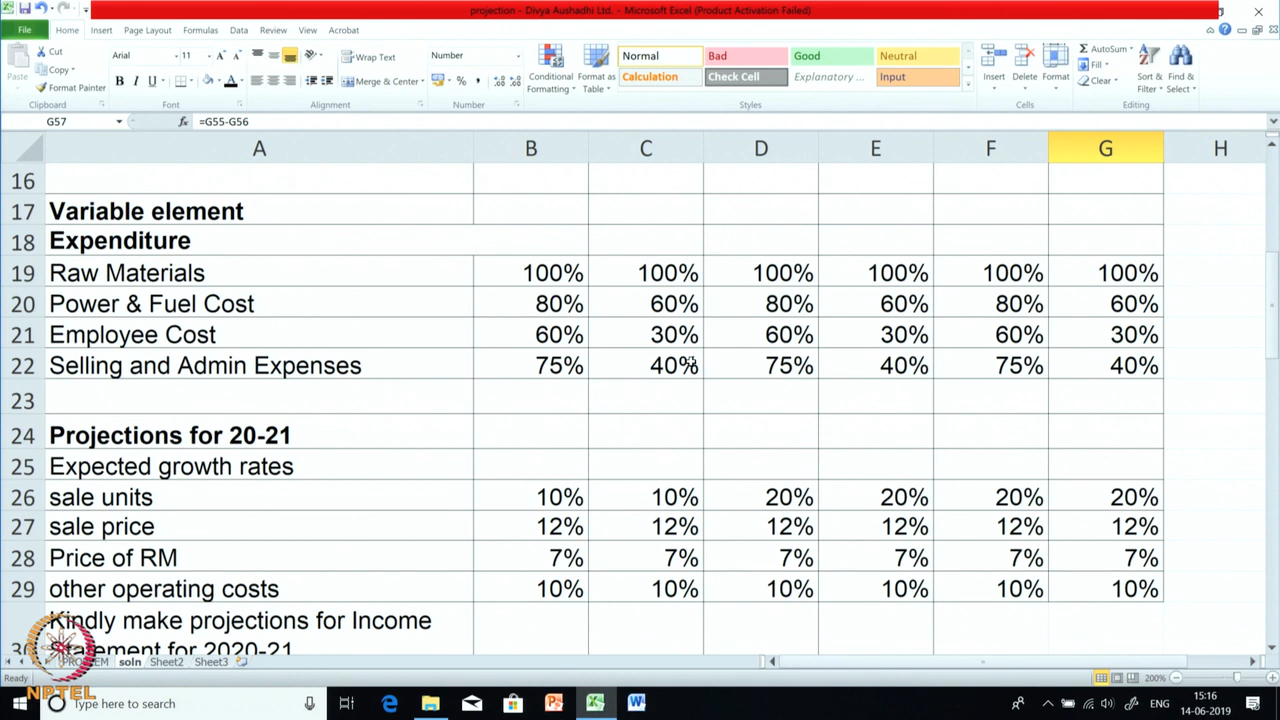 projection - Divya Aushadhi Ltd. - Microsoft Excel (Product Activation Failed)
File Home Insert Page Layout Formulas Data Review View Acrobat
Cut
Copy
Format Painter
Paste
Clipboard
Arial 11
B I U
Font
Wrap Text
Merge & Center
Alignment
Number
Number
Conditional Formatting
Format as Table
Normal Bad Good Neutral
Calculation Check Cell Explanatory ... Input
Styles
Insert Delete Format
Cells
AutoSum
Fill
Clear
Sort & Filter
Find & Select
Editing
G57 fx =G55-G56
A B C D E F G H
16
17 Variable element
18 Expenditure
19 Raw Materials 100% 100% 100% 100% 100% 100%
20 Power & Fuel Cost 80% 60% 80% 60% 80% 60%
21 Employee Cost 60% 30% 60% 30% 60% 30%
22 Selling and Admin Expenses 75% 40% 75% 40% 75% 40%
23
24 Projections for 20-21
25 Expected growth rates
26 sale units 10% 10% 20% 20% 20% 20%
27 sale price 12% 12% 12% 12% 12% 12%
28 Price of RM 7% 7% 7% 7% 7% 7%
29 other operating costs 10% 10% 10% 10% 10% 10%
Kindly make projections for Income
30 Statement for 2020-21
soln Sheet2 Sheet3
Ready 200%
NPTEL
Type here to search
ENG
15:16
14-06-2019